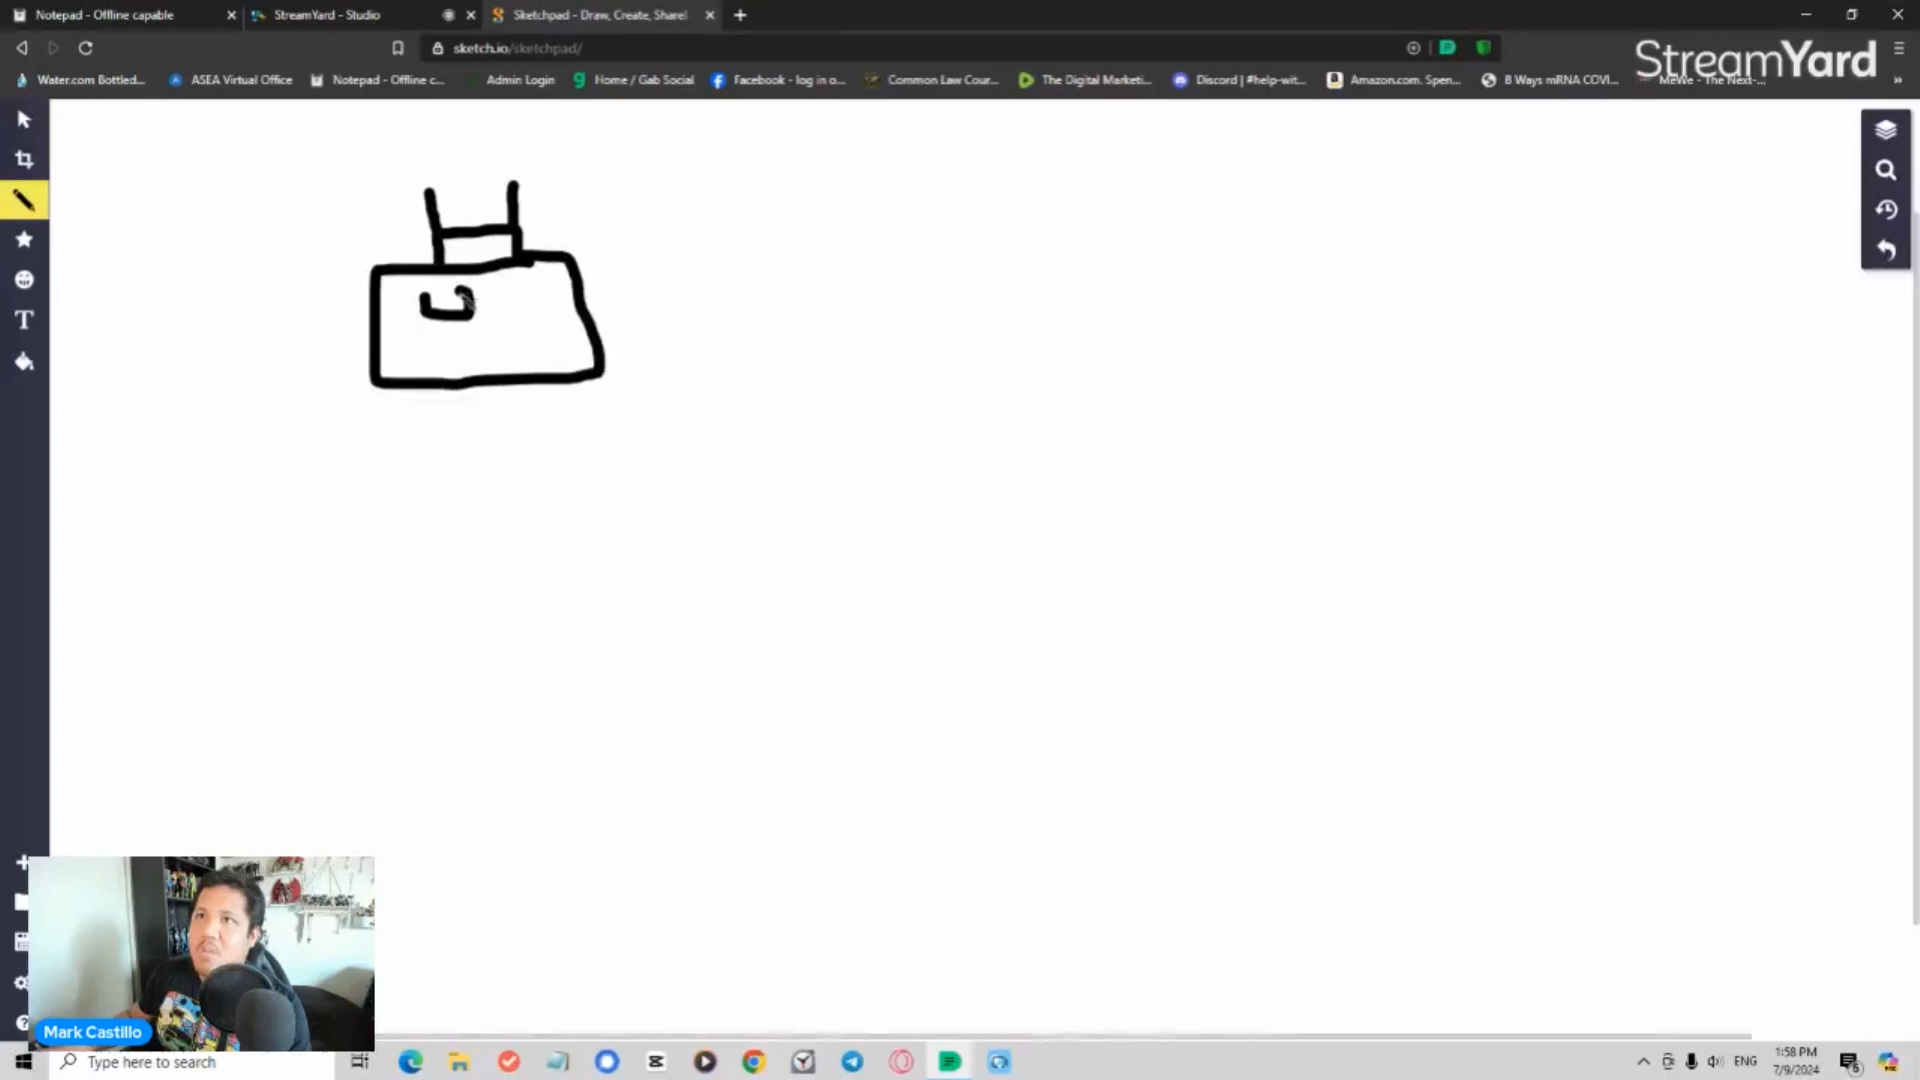 Notepad - Offline capable
StreamYard - Studio
Sketchpad - Draw, Create, Share!
sketch.io/sketchpad/
StreamYard
Water.com Bottled...
ASEA Virtual Office
Notepad - Offline c...
Admin Login
Home / Gab Social
Facebook - log in o...
Common Law Cour...
The Digital Marketi...
Discord | #help-wit...
Amazon.com. Spen...
8 Ways mRNA COVI...
MeWe - The Next-...
T
Mark Castillo
Type here to search
ENG
1:58 PM
7/9/2024